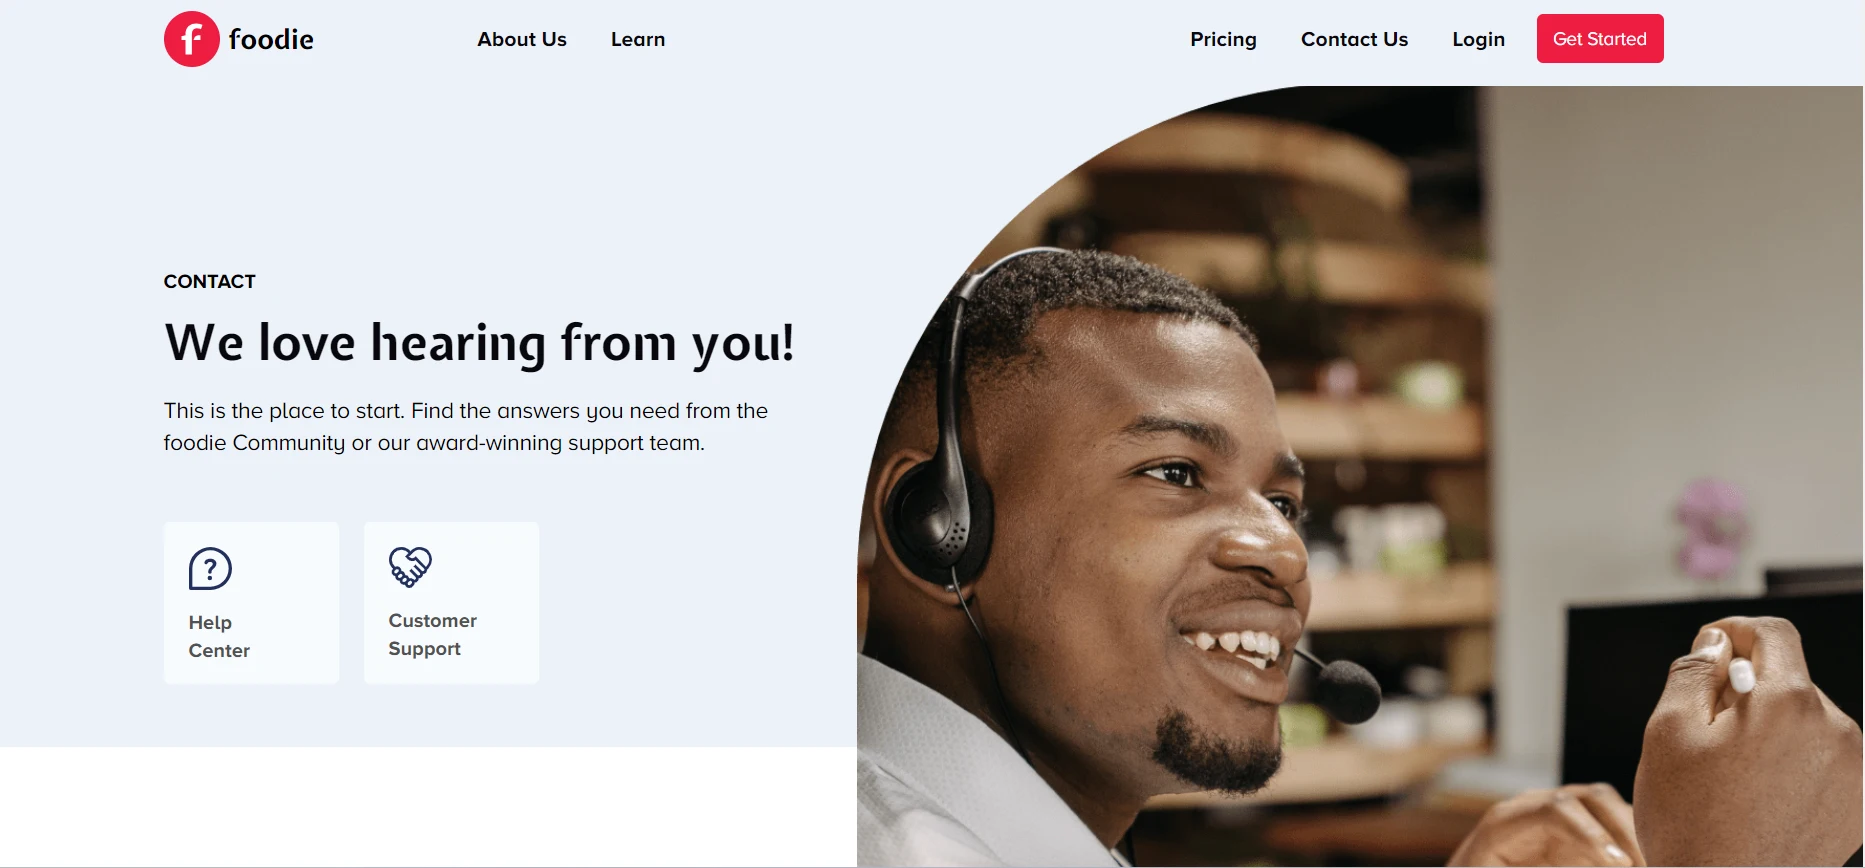 foodie
About Us
Learn
Pricing
Contact Us
Login
Get Started
CONTACT
We love hearing from you!
This is the place to start. Find the answers you need from the
foodie Community or our award-winning support team.
Help
Center
Customer
Support